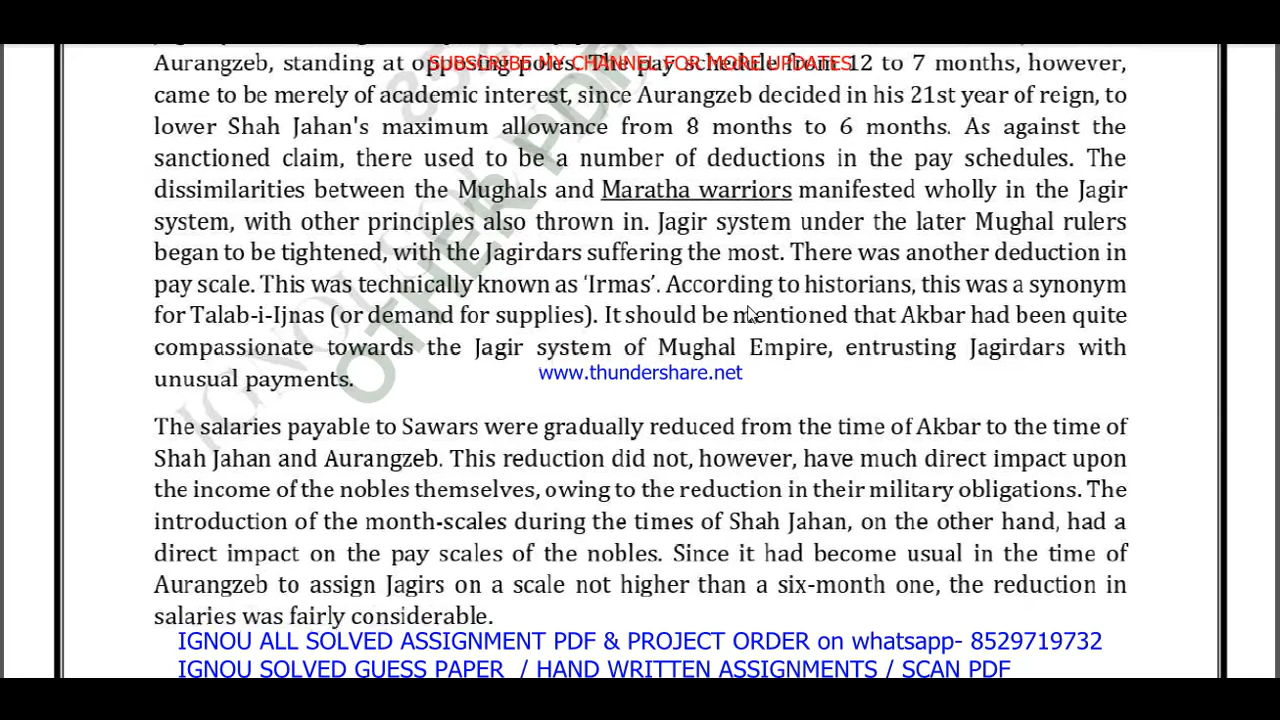 Aurangzeb, standing at opposing poles. The pay schedule from 12 to 7 months, however,
SUBSCRIBE MY CHANNEL FOR MORE UPDATES
came to be merely of academic interest, since Aurangzeb decided in his 21st year of reign, to
lower Shah Jahan's maximum allowance from 8 months to 6 months. As against the
sanctioned claim, there used to be a number of deductions in the pay schedules. The
dissimilarities between the Mughals and Maratha warriors manifested wholly in the Jagir
system, with other principles also thrown in. Jagir system under the later Mughal rulers
began to be tightened, with the Jagirdars suffering the most. There was another deduction in
pay scale. This was technically known as ‘Irmas’. According to historians, this was a synonym
for Talab-i-Ijnas (or demand for supplies). It should be mentioned that Akbar had been quite
compassionate towards the Jagir system of Mughal Empire, entrusting Jagirdars with
unusual payments.
www.thundershare.net
The salaries payable to Sawars were gradually reduced from the time of Akbar to the time of
Shah Jahan and Aurangzeb. This reduction did not, however, have much direct impact upon
the income of the nobles themselves, owing to the reduction in their military obligations. The
introduction of the month-scales during the times of Shah Jahan, on the other hand, had a
direct impact on the pay scales of the nobles. Since it had become usual in the time of
Aurangzeb to assign Jagirs on a scale not higher than a six-month one, the reduction in
salaries was fairly considerable.
IGNOU ALL SOLVED ASSIGNMENT PDF & PROJECT ORDER on whatsapp- 8529719732
IGNOU SOLVED GUESS PAPER / HAND WRITTEN ASSIGNMENTS / SCAN PDF
OTHER PDF